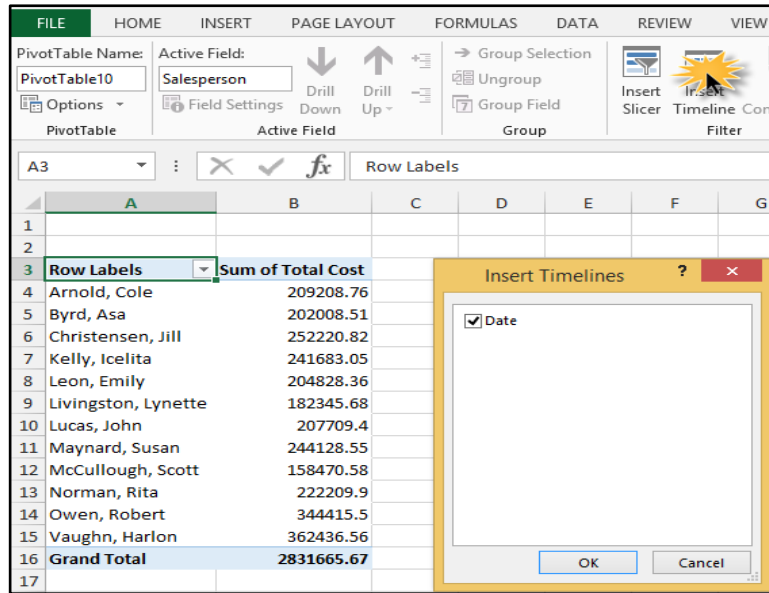 FILE HOME INSERT PAGE LAYOUT FORMULAS DATA REVIEW VIEW
PivotTable Name: Active Field:
PivotTable10 Salesperson
Options Field Settings
Drill Down
Drill Up
Group Selection
Ungroup
Group Field
Insert Slicer
Timeline
PivotTable Active Field Group Filter
A3 fx Row Labels
A B C D E F G
1
2
3 Row Labels Sum of Total Cost
4 Arnold, Cole 209208.76
5 Byrd, Asa 202008.51
6 Christensen, Jill 252220.82
7 Kelly, Icelita 241683.05
8 Leon, Emily 204828.36
9 Livingston, Lynette 182345.68
10 Lucas, John 207709.4
11 Maynard, Susan 244128.55
12 McCullough, Scott 158470.58
13 Norman, Rita 222209.9
14 Owen, Robert 344415.5
15 Vaughn, Harlon 362436.56
16 Grand Total 2831665.67
17
Insert Timelines ? ×
Date
OK Cancel